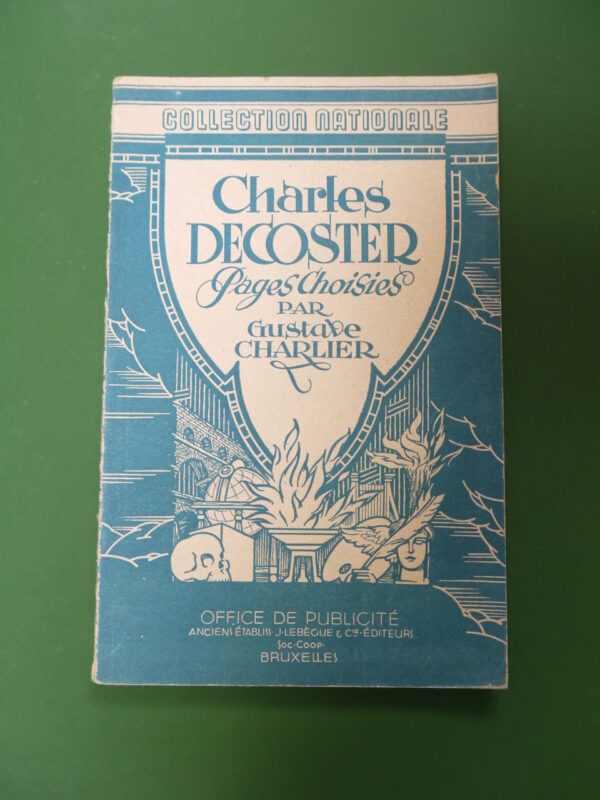 COLLECTION NATIONALE
Charles
DECOSTER
Pages Choisies
PAR
Gustave
CHARLIER
OFFICE DE PUBLICITÉ
ANCIENS ÉTABLISS·J·LEBÈGUE & Cie·ÉDITEURS
Soc·Coop·
BRUXELLES